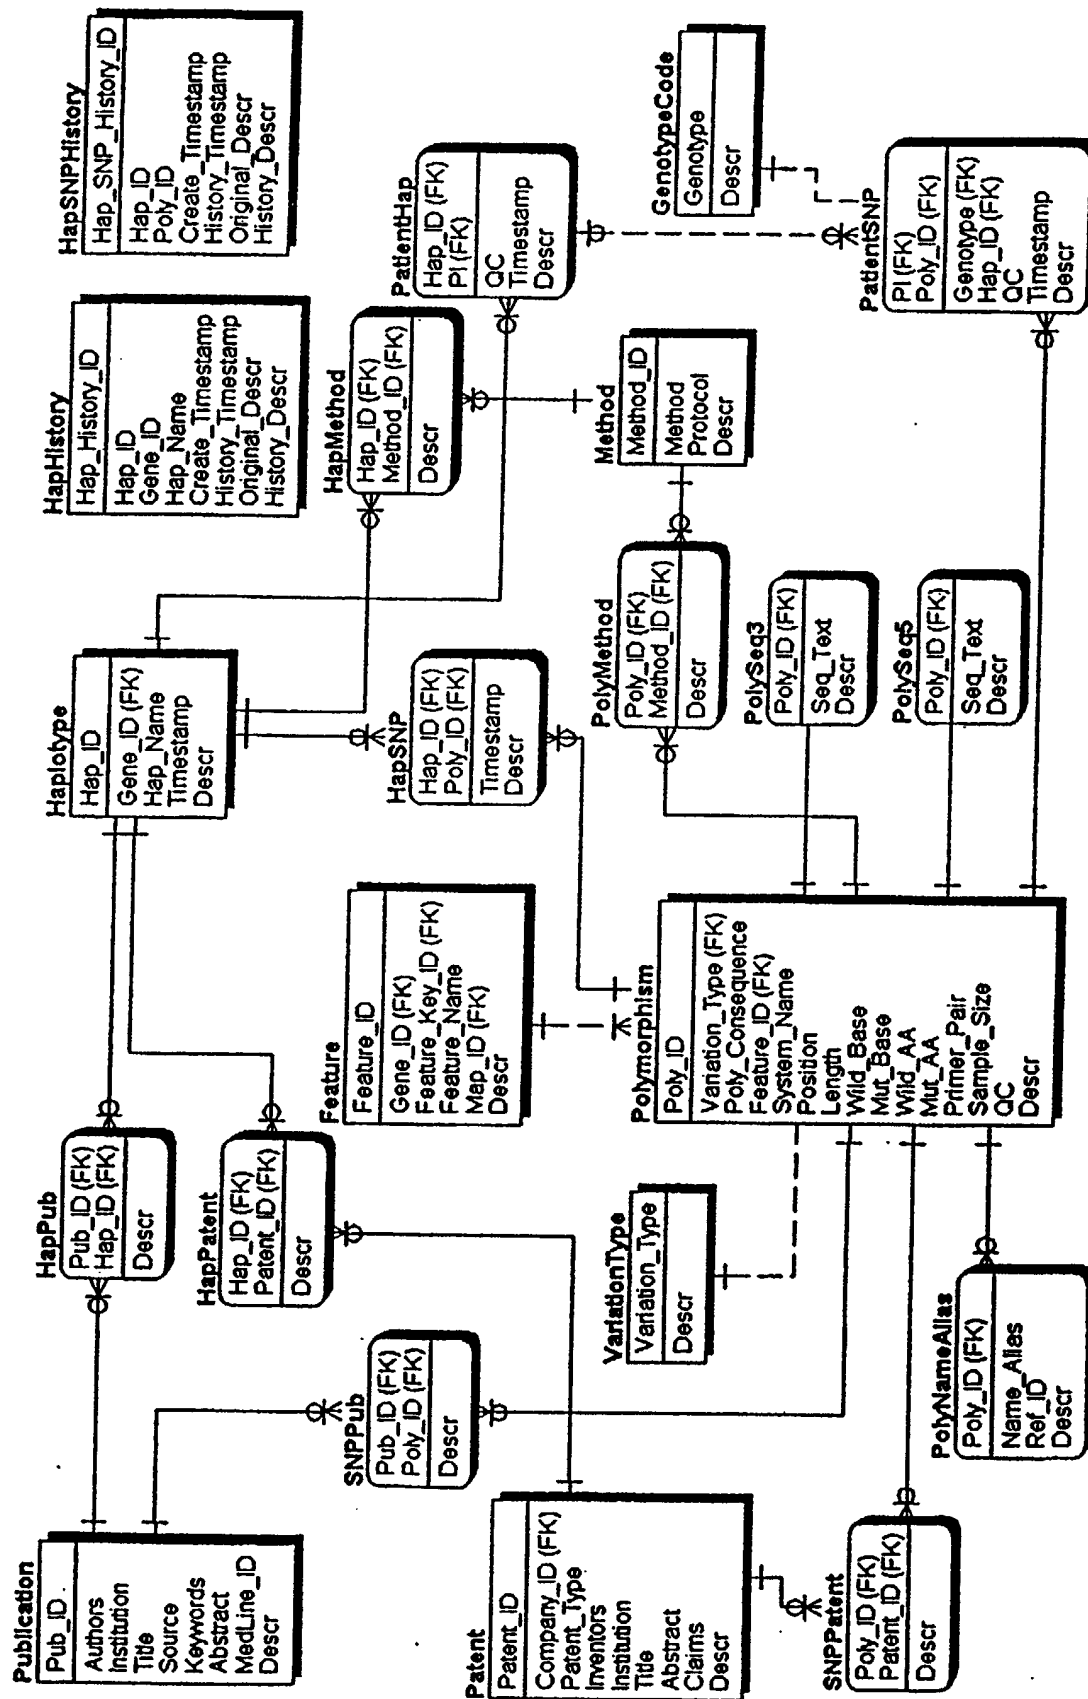 Publication
Pub_ID
Authors
Institution
Title
Source
Keywords
Abstract
MedLine_ID
Descr
HapPub
Pub_ID (FK)
Hap_ID (FK)
Descr
Haplotype
Hap_ID
Gene_ID (FK)
Hap_Name
Timestamp
Descr
HapHistory
Hap_History_ID
Hap_ID
Gene_ID
Hap_Name
Create_Timestamp
History_Timestamp
Original_Descr
History_Descr
HapSNPHistory
Hap_SNP_History_ID
Hap_ID
Poly_ID
Create_Timestamp
History_Timestamp
Original_Descr
History_Descr
HapPatent
Hap_ID (FK)
Patent_ID (FK)
Descr
SNPPub
Pub_ID (FK)
Poly_ID (FK)
Descr
Feature
Feature_ID
Gene_ID (FK)
Feature_Key_ID (FK)
Feature_Name
Map_ID (FK)
Descr
HapSNP
Hap_ID (FK)
Poly_ID (FK)
Timestamp
Descr
HapMethod
Hap_ID (FK)
Method_ID (FK)
Descr
PatientHap
Hap_ID (FK)
PI (FK)
QC
Timestamp
Descr
Patent
Patent_ID
Company_ID (FK)
Patent_Type
Inventors
Institution
Title
Abstract
Claims
Descr
VariationType
Variation_Type
Descr
Polymorphism
Poly_ID
Variation_Type (FK)
Poly_Consequence
Feature_ID (FK)
System_Name
Position
Length
Wild_Base
Mut_Base
Wild_AA
Mut_AA
Primer_Pair
Sample_Size
QC
Descr
PolyMethod
Poly_ID (FK)
Method_ID (FK)
Descr
Method
Method_ID
Method
Protocol
Descr
GenotypeCode
Genotype
Descr
PolySeq3
Poly_ID (FK)
Seq_Text
Descr
PolySeq5
Poly_ID (FK)
Seq_Text
Descr
PatientSNP
PI (FK)
Poly_ID (FK)
Genotype (FK)
Hap_ID (FK)
QC
Timestamp
Descr
SNPPatent
Poly_ID (FK)
Patent_ID (FK)
Descr
PolyNameAlias
Poly_ID (FK)
Name_Alias
Ref_ID
Descr